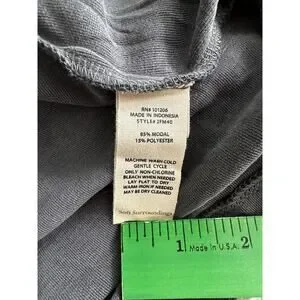 RN# 101206
MADE IN INDONESIA
STYLE# 2FM40
85% MODAL
15% POLYESTER
MACHINE WASH COLD
GENTLE CYCLE
ONLY NON-CHLORINE
BLEACH WHEN NEEDED
LAY FLAT TO DRY
WARM IRON IF NEEDED
MAY BE DRY CLEANED
Soft Surroundings
1 Made in U.S.A. 2